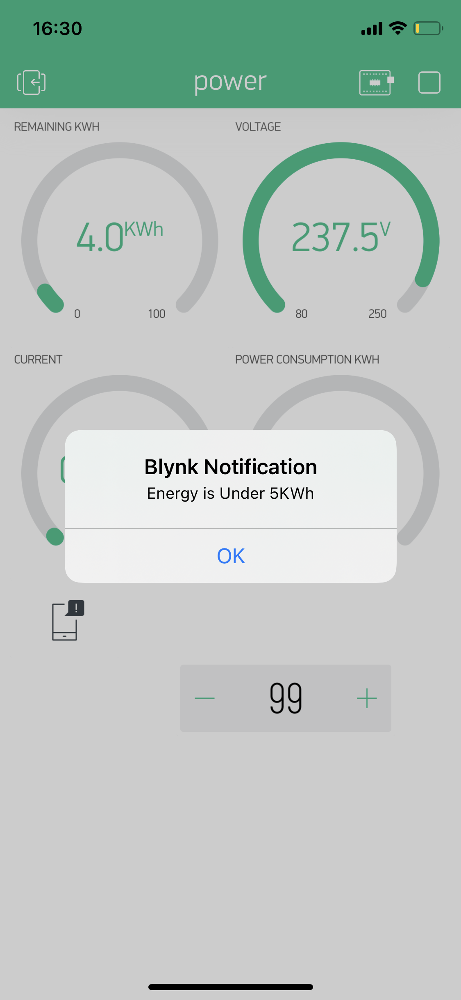 16:30
power
REMAINING KWH
VOLTAGE
4.0KWh
237.5V
0
100
80
250
CURRENT
POWER CONSUMPTION KWH
Blynk Notification
Energy is Under 5KWh
OK
!
99